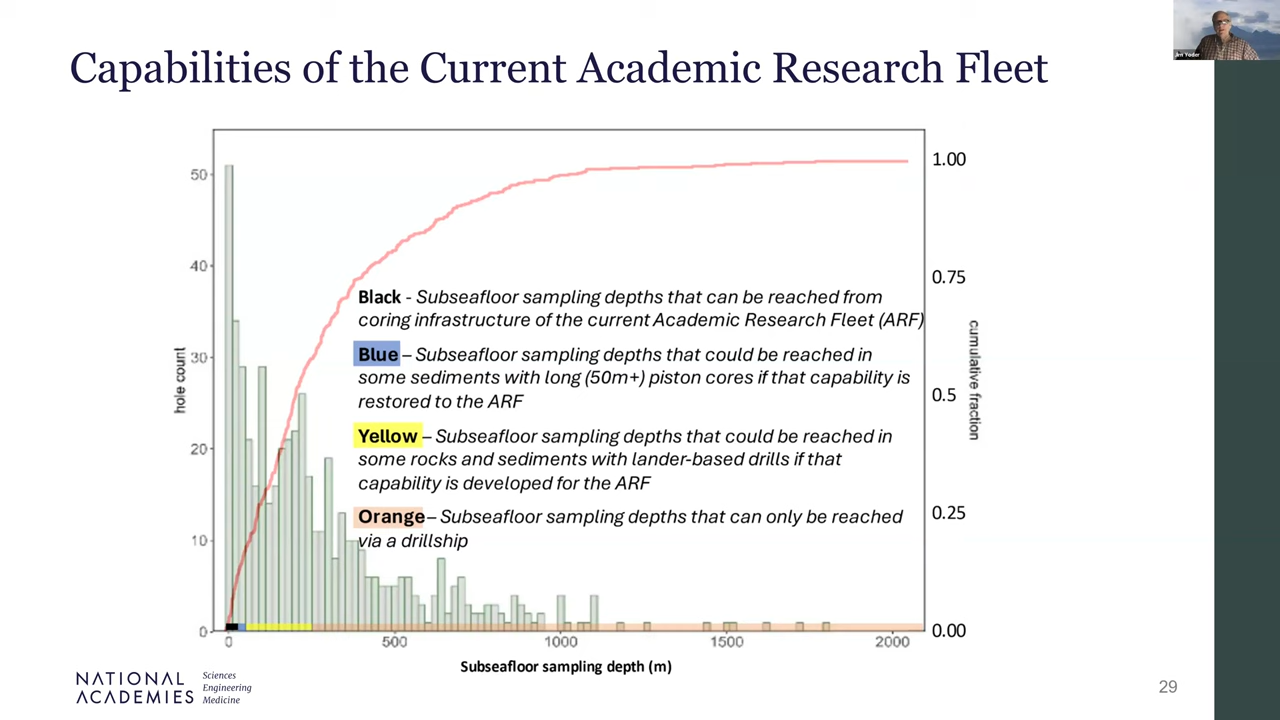 Jim Yoder
Capabilities of the Current Academic Research Fleet
50
40
30
20
10
0
hole count
1.00
0.75
0.5
0.25
0.00
cumulative fraction
Black - Subseafloor sampling depths that can be reached from
coring infrastructure of the current Academic Research Fleet (ARF)
Blue – Subseafloor sampling depths that could be reached in
some sediments with long (50m+) piston cores if that capability is
restored to the ARF
Yellow – Subseafloor sampling depths that could be reached in
some rocks and sediments with lander-based drills if that
capability is developed for the ARF
Orange– Subseafloor sampling depths that can only be reached
via a drillship
0
500
1000
1500
2000
Subseafloor sampling depth (m)
NATIONAL ACADEMIES
Sciences
Engineering
Medicine
29